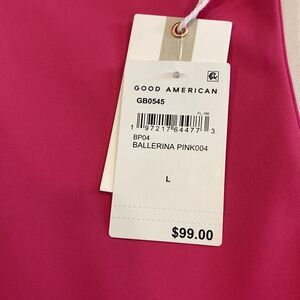 GOOD AMERICAN
GB0545
1 97217 64477 3
BP04
BALLERINA PINK004
L
$99.00